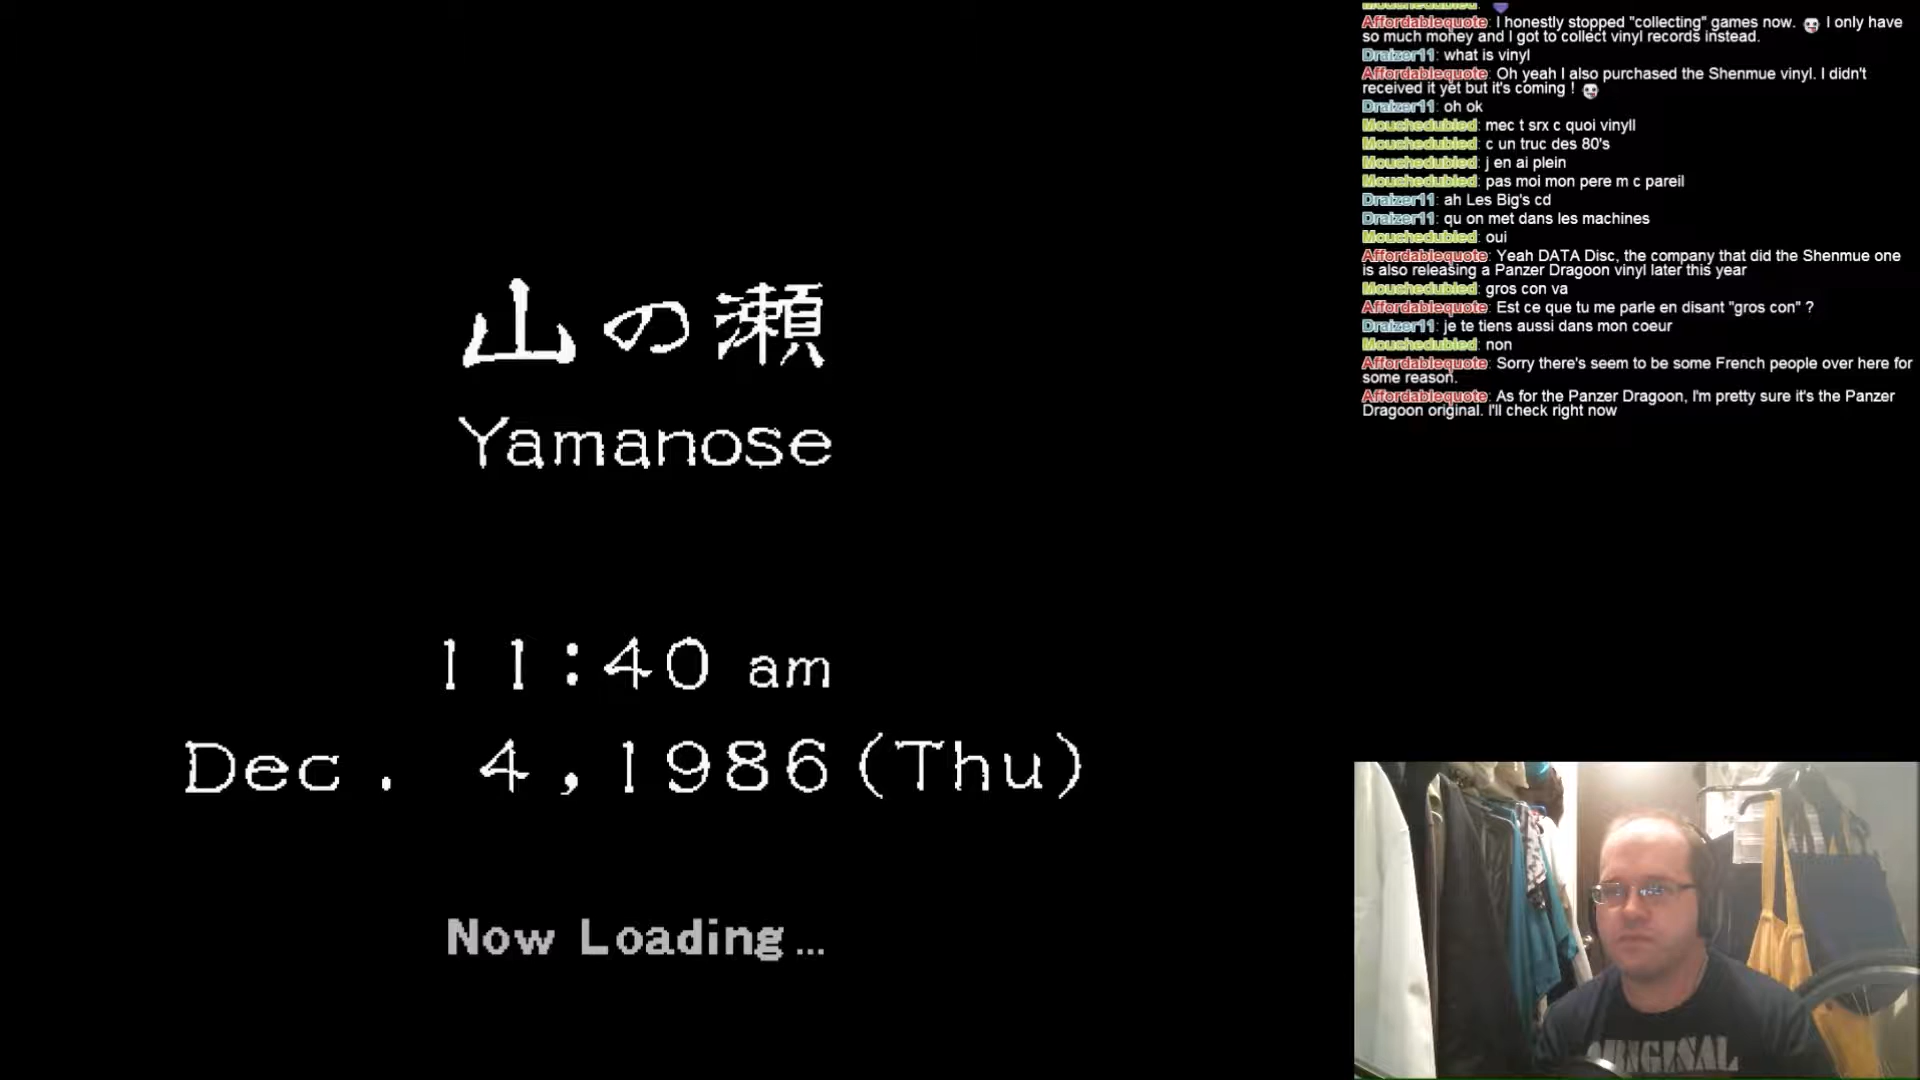 山の瀬
Yamanose
11:40 am
Dec. 4,1986(Thu)
Now Loading...
Mouchedubled:
Affordablequote: I honestly stopped "collecting" games now. I only have
so much money and I got to collect vinyl records instead.
Draizer11: what is vinyl
Affordablequote: Oh yeah I also purchased the Shenmue vinyl. I didn't
received it yet but it's coming !
Draizer11: oh ok
Mouchedubled: mec t srx c quoi vinyll
Mouchedubled: c un truc des 80's
Mouchedubled: j en ai plein
Mouchedubled: pas moi mon pere m c pareil
Draizer11: ah Les Big's cd
Draizer11: qu on met dans les machines
Mouchedubled: oui
Affordablequote: Yeah DATA Disc, the company that did the Shenmue one
is also releasing a Panzer Dragoon vinyl later this year
Mouchedubled: gros con va
Affordablequote: Est ce que tu me parle en disant "gros con" ?
Draizer11: je te tiens aussi dans mon coeur
Mouchedubled: non
Affordablequote: Sorry there's seem to be some French people over here for
some reason.
Affordablequote: As for the Panzer Dragoon, I'm pretty sure it's the Panzer
Dragoon original. I'll check right now
ORIGINAL